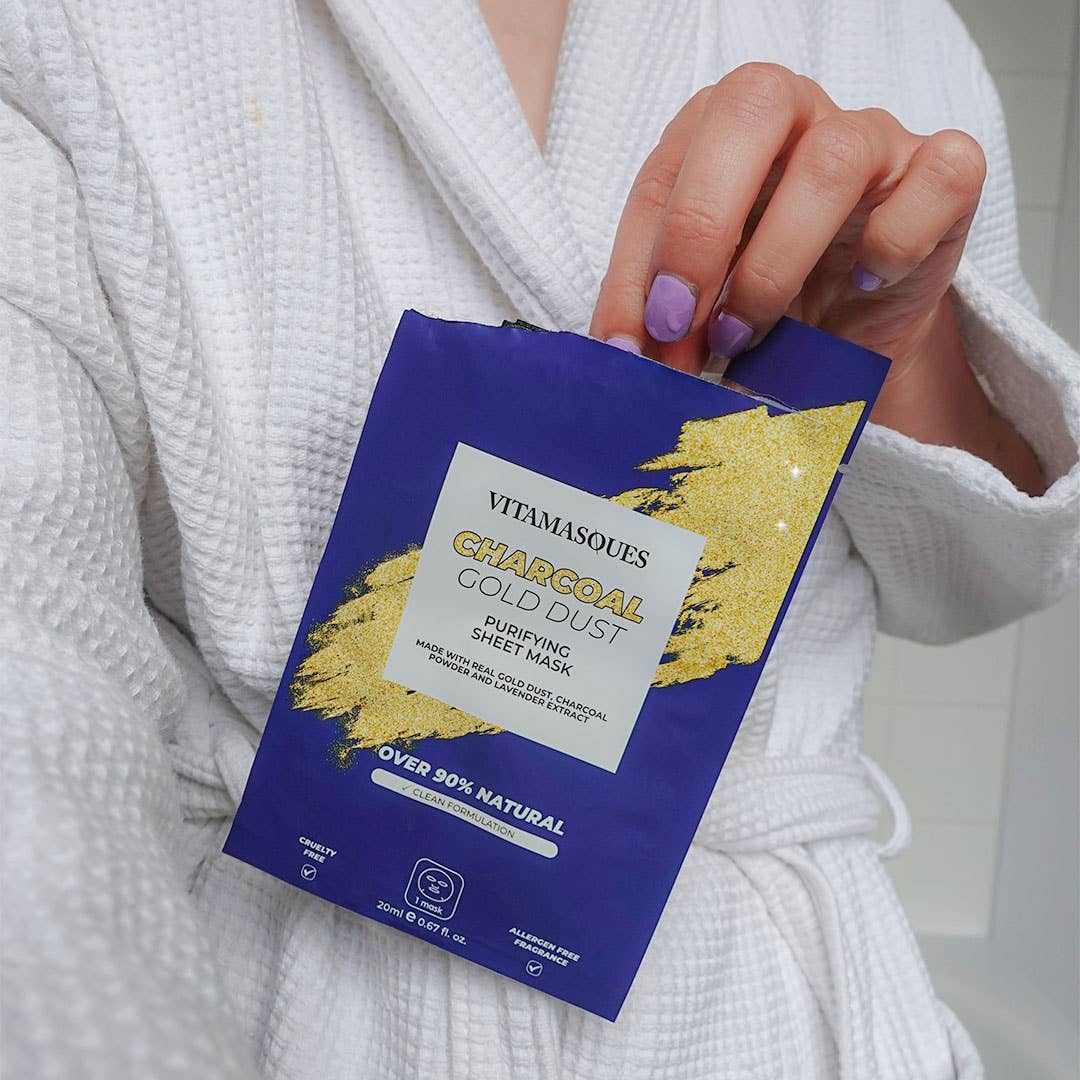 VITAMASQUES
CHARCOAL
GOLD DUST
PURIFYING
SHEET MASK
MADE WITH REAL GOLD DUST, CHARCOAL
POWDER AND LAVENDER EXTRACT
OVER 90% NATURAL
✓ CLEAN FORMULATION
CRUELTY
FREE
1 mask
20ml ℮ 0.67 fl. oz.
ALLERGEN FREE
FRAGRANCE